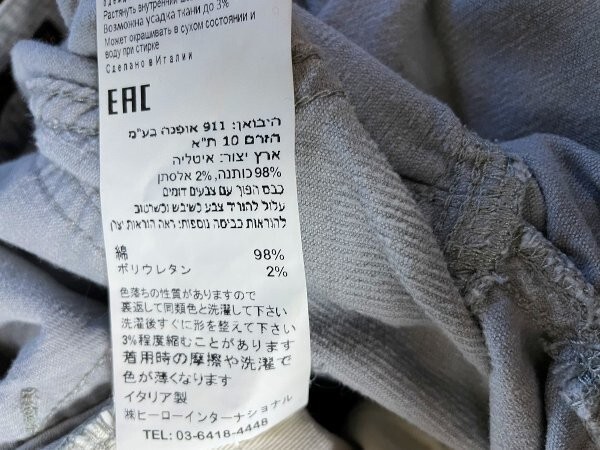 Растянуть внутренний
Возможна усадка ткани до 3%
Может окрашивать в сухом состоянии и
воду при стирке
Сделано в Италии
EAC
היבואן: 911 אופנה בע"מ
הזרם 10 ת"א
ארץ יצור: איטליה
98% כותנה, 2% אלסתן
כבס הפוך עם צבעים דומים
עלול להוריד צבע כשיבש וכשרטוב
להוראות כביסה נוספות: ראה הוראות יצרן
綿 98%
ポリウレタン 2%
色落ちの性質がありますので
裏返して同類色と洗濯して下さい
洗濯後すぐに形を整えて下さい
3%程度縮むことがあります
着用時の摩擦や洗濯で
色が薄くなります
イタリア製
㈱ヒーローインターナショナル
TEL: 03-6418-4448